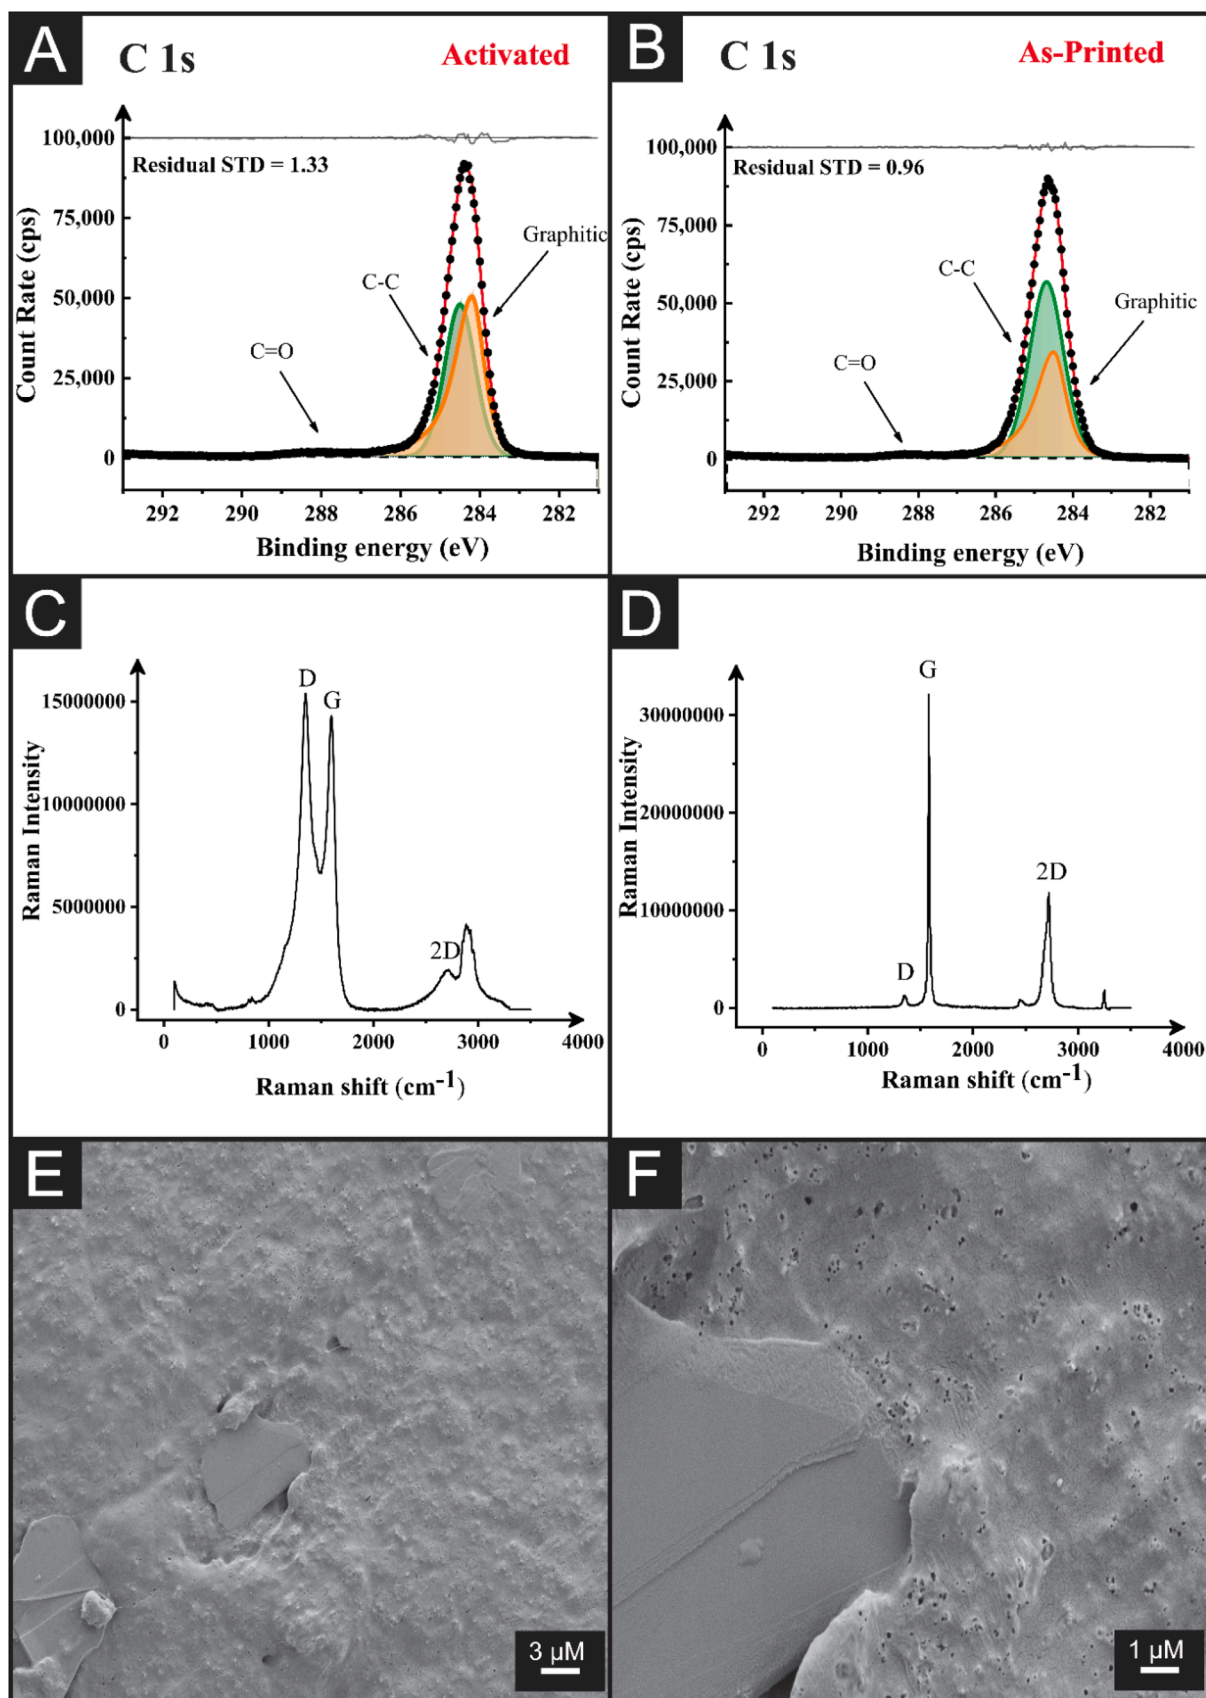 A
C 1s
Activated
100,000
Residual STD = 1.33
75,000
50,000
25,000
0
Count Rate (cps)
Graphitic
C-C
C=O
292
290
288
286
284
282
Binding energy (eV)
B
C 1s
As-Printed
100,000
Residual STD = 0.96
75,000
50,000
25,000
0
Count Rate (cps)
C-C
Graphitic
C=O
292
290
288
286
284
282
Binding energy (eV)
C
15000000
10000000
5000000
0
Raman Intensity
D
G
2D
0
1000
2000
3000
4000
Raman shift (cm-1)
D
30000000
20000000
10000000
0
Raman Intensity
G
2D
D
0
1000
2000
3000
4000
Raman shift (cm-1)
E
3 µM
F
1 µM